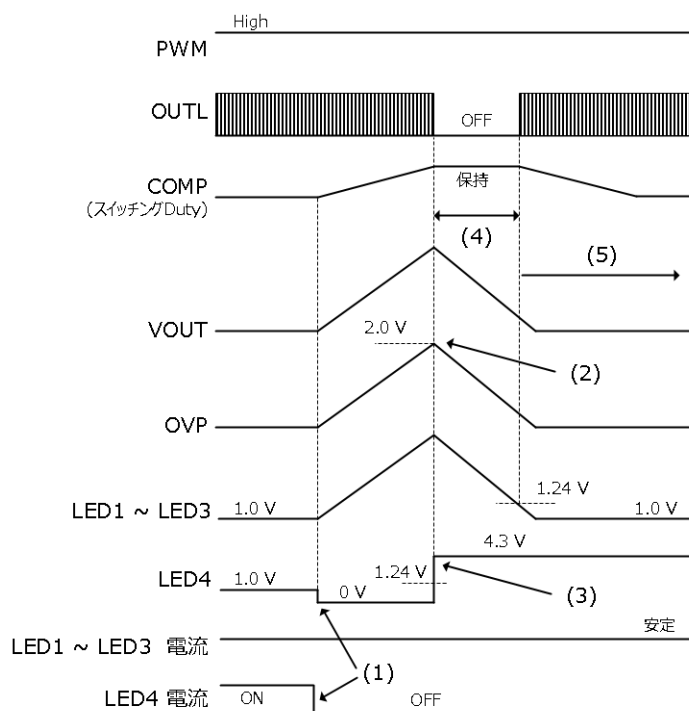 High
PWM
OUTL
OFF
COMP
(スイッチングDuty)
保持
(4)
(5)
VOUT
2.0 V
(2)
OVP
1.24 V
LED1 ~ LED3
1.0 V
1.0 V
4.3 V
LED4
1.0 V
0 V
1.24 V
(3)
LED1 ~ LED3 電流
安定
(1)
LED4 電流
ON
OFF